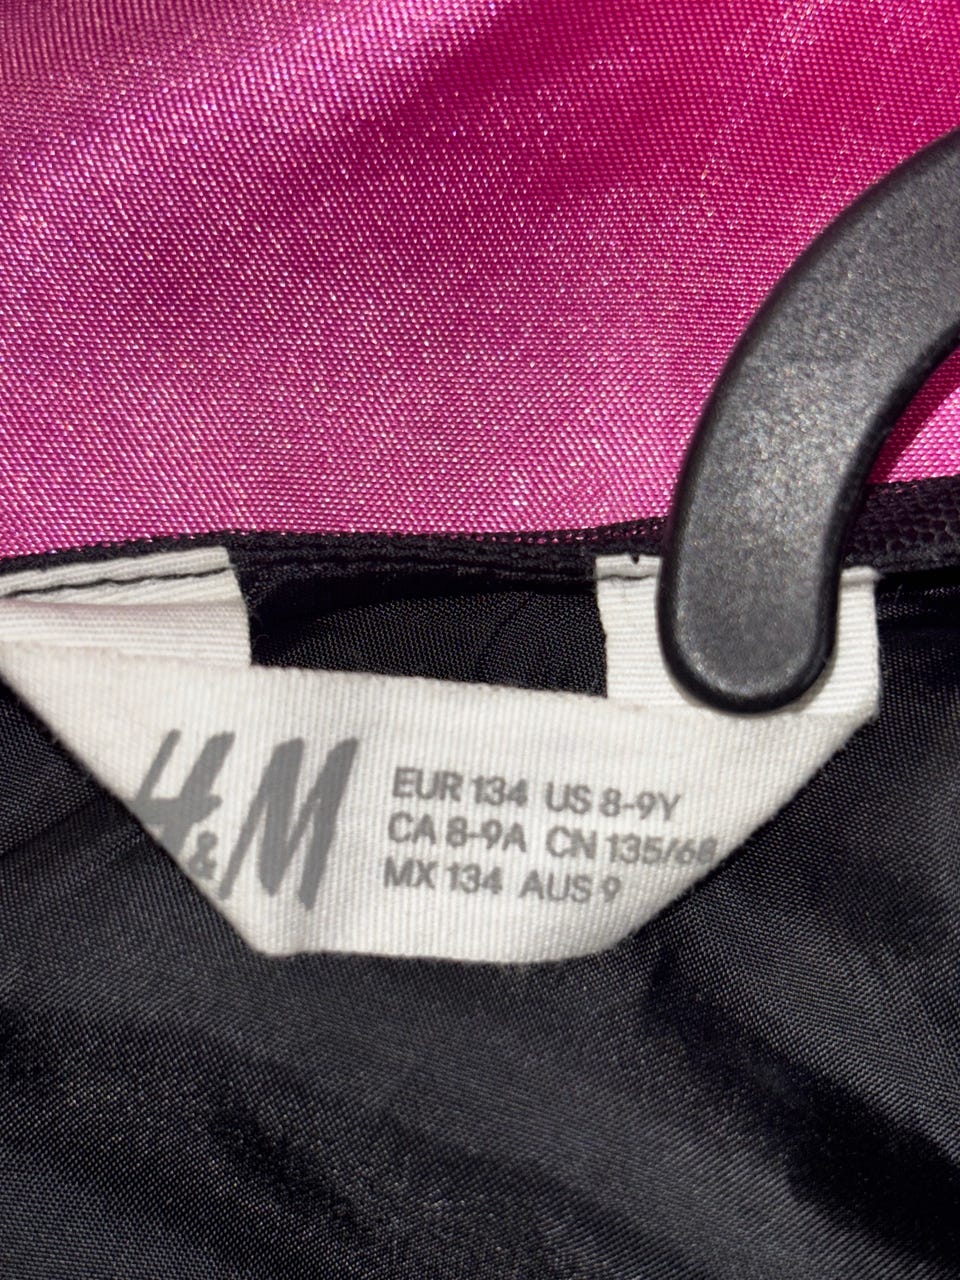 H&M
EUR 134 US 8-9Y
CA 8-9A CN 135/68
MX 134 AUS 9